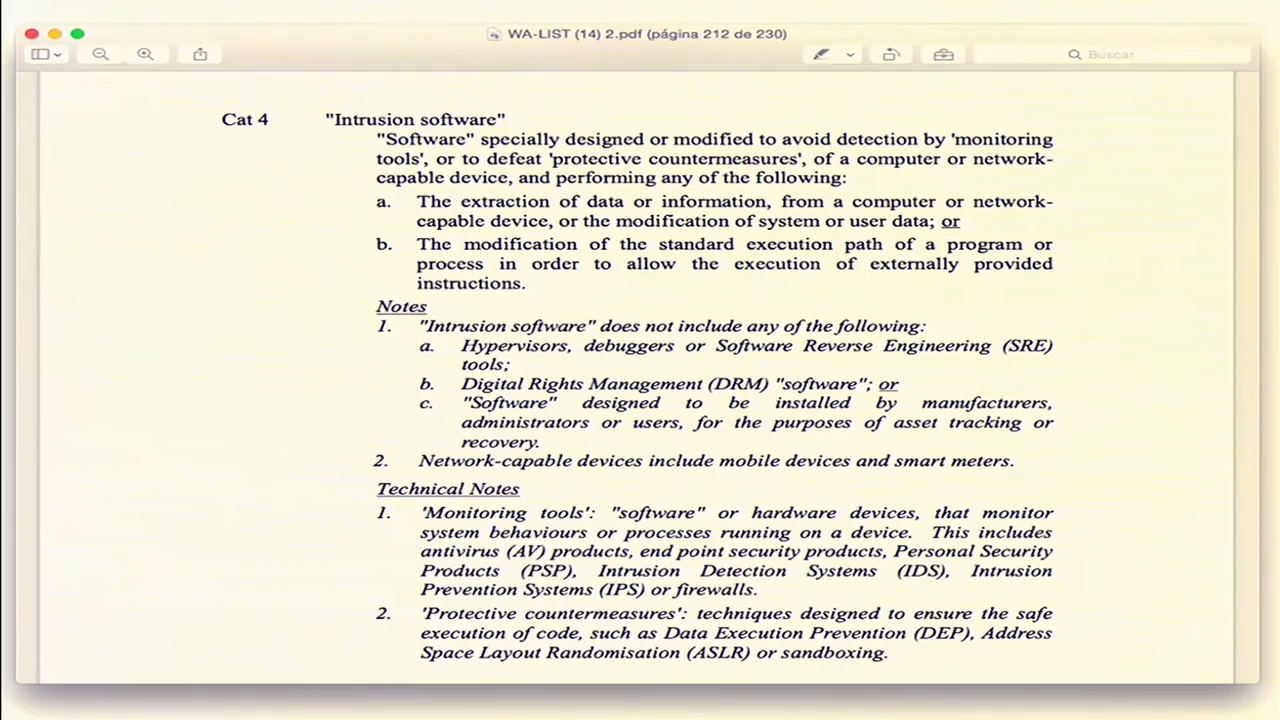 WA-LIST (14) 2.pdf (página 212 de 230)
Buscar
Cat 4 "Intrusion software"
"Software" specially designed or modified to avoid detection by 'monitoring
tools', or to defeat 'protective countermeasures', of a computer or network-
capable device, and performing any of the following:
a. The extraction of data or information, from a computer or network-
capable device, or the modification of system or user data; or
b. The modification of the standard execution path of a program or
process in order to allow the execution of externally provided
instructions.
Notes
1. "Intrusion software" does not include any of the following:
a. Hypervisors, debuggers or Software Reverse Engineering (SRE)
tools;
b. Digital Rights Management (DRM) "software"; or
c. "Software" designed to be installed by manufacturers,
administrators or users, for the purposes of asset tracking or
recovery.
2. Network-capable devices include mobile devices and smart meters.
Technical Notes
1. 'Monitoring tools': "software" or hardware devices, that monitor
system behaviours or processes running on a device. This includes
antivirus (AV) products, end point security products, Personal Security
Products (PSP), Intrusion Detection Systems (IDS), Intrusion
Prevention Systems (IPS) or firewalls.
2. 'Protective countermeasures': techniques designed to ensure the safe
execution of code, such as Data Execution Prevention (DEP), Address
Space Layout Randomisation (ASLR) or sandboxing.